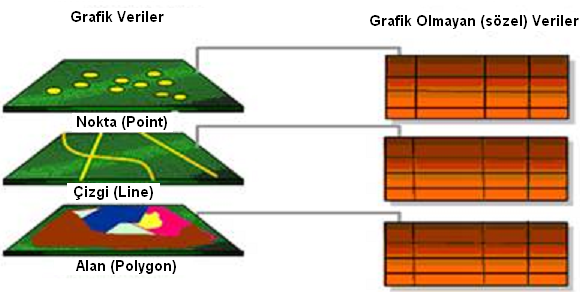 Grafik Veriler
Grafik Olmayan (sözel) Veriler
Nokta (Point)
Çizgi (Line)
Alan (Polygon)